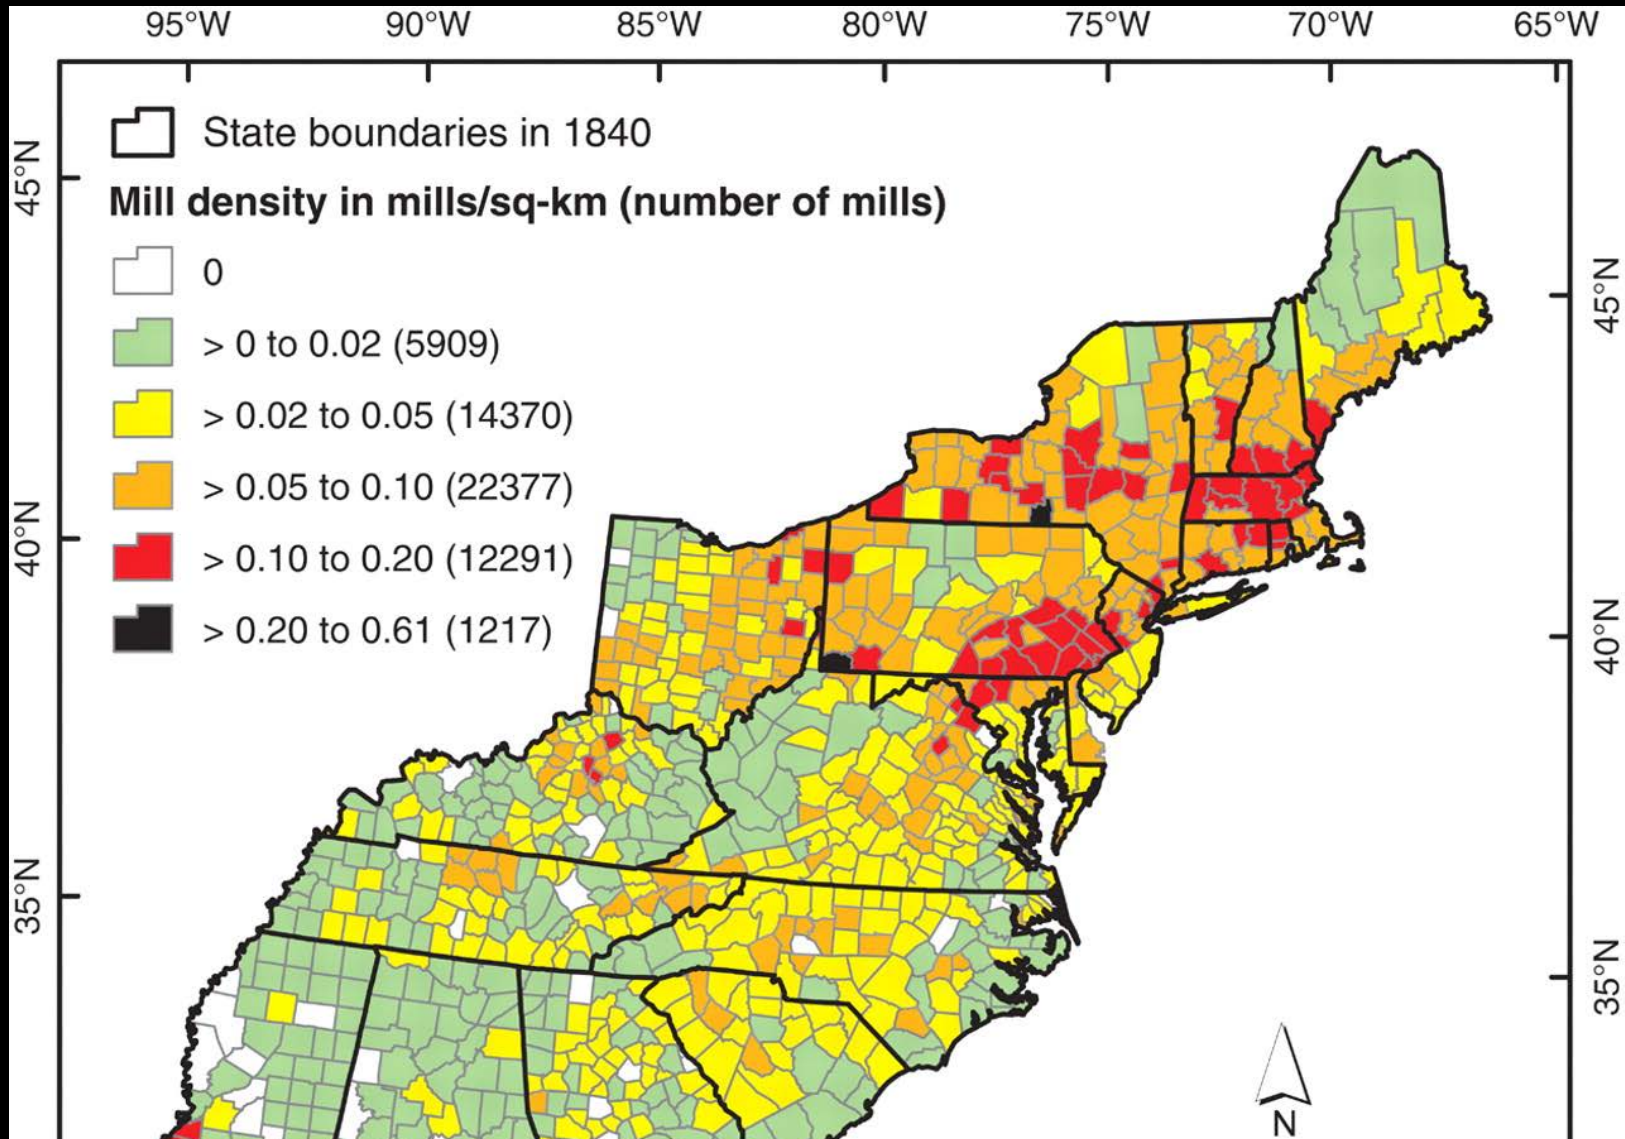 95°W 90°W 85°W 80°W 75°W 70°W 65°W
State boundaries in 1840
Mill density in mills/sq-km (number of mills)
0
> 0 to 0.02 (5909)
> 0.02 to 0.05 (14370)
> 0.05 to 0.10 (22377)
> 0.10 to 0.20 (12291)
> 0.20 to 0.61 (1217)
45°N
40°N
35°N
45°N
40°N
35°N
N